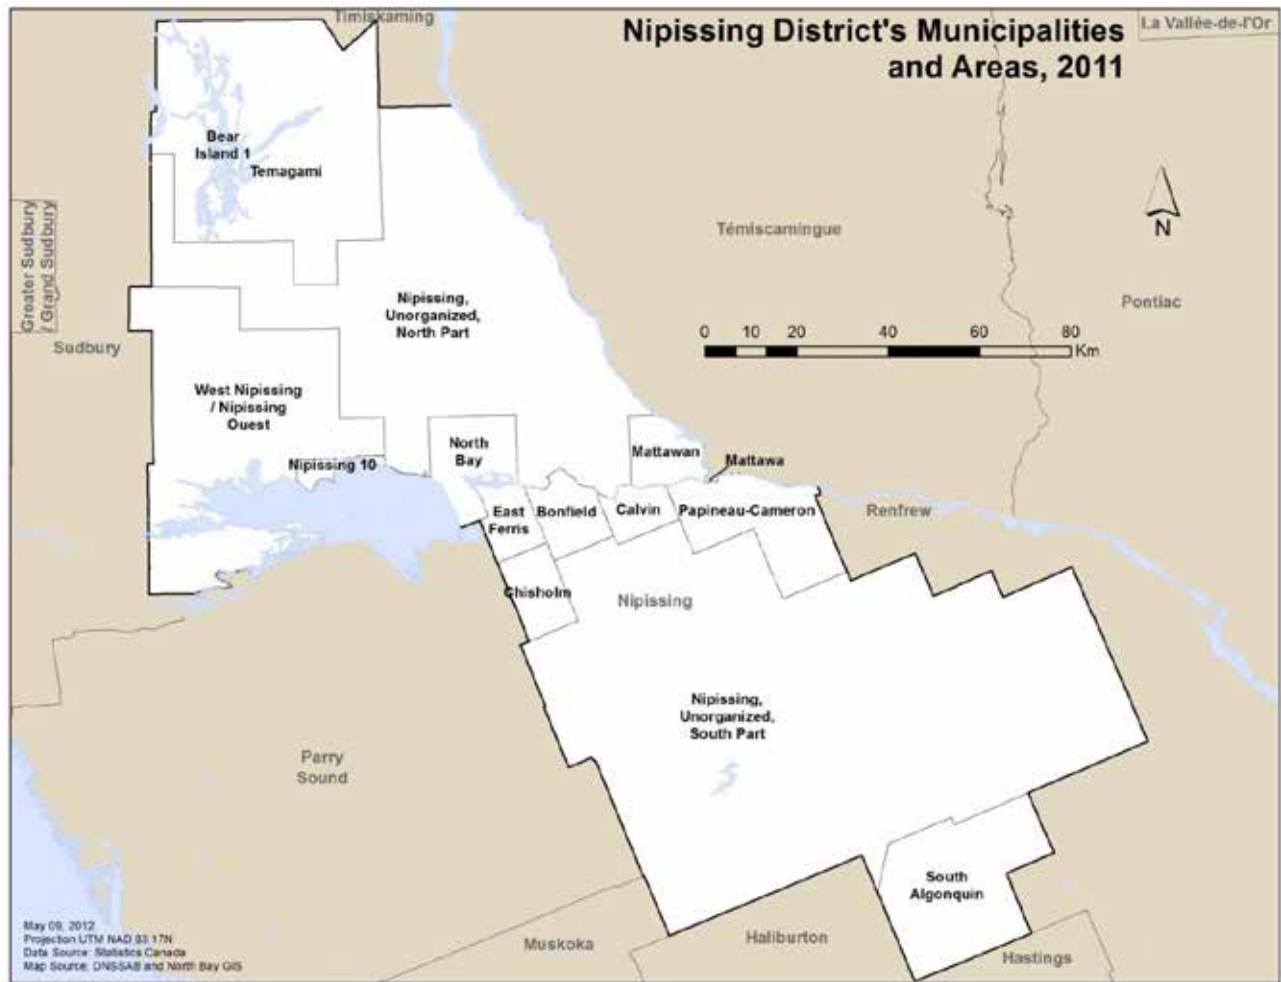 Timiskaming
La Vallée-de-l'Or
Nipissing District's Municipalities
and Areas, 2011
Bear
Island 1
Temagami
Greater Sudbury
/ Grand Sudbury
Témiscamingue
N
Pontiac
Nipissing,
Unorganized,
North Part
0 10 20 40 60 80
Km
Sudbury
West Nipissing
/ Nipissing
Ouest
North
Bay
Mattawan
Mattawa
Nipissing 10
East
Ferris
Bonfield
Calvin
Papineau-Cameron
Renfrew
Chisholm
Nipissing
Nipissing,
Unorganized,
South Part
Parry
Sound
South
Algonquin
May 09, 2012
Projection:UTM NAD 83 17N
Data Source: Statistics Canada
Map Source: DNSSAB and North Bay GIS
Muskoka
Haliburton
Hastings